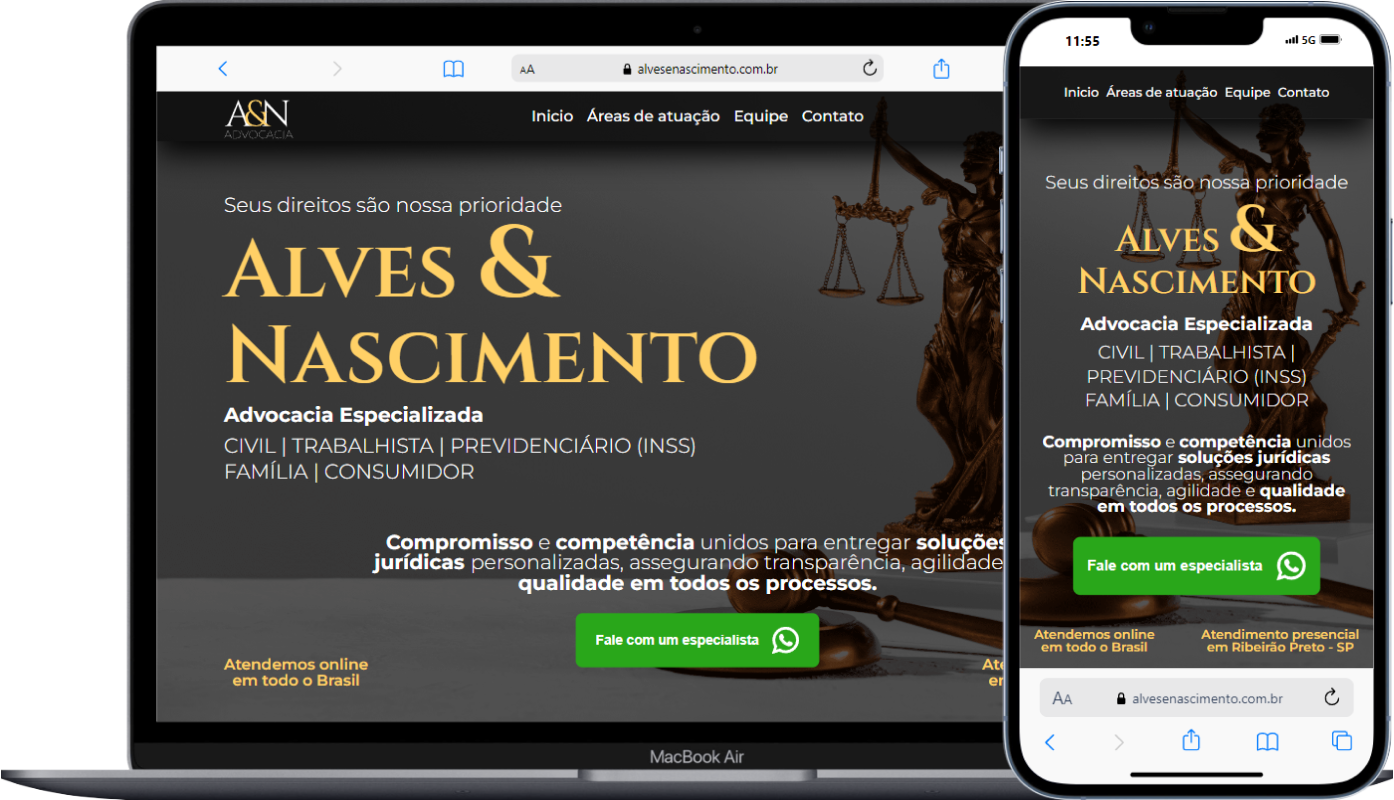 AA
alvesenascimento.com.br
A&N
ADVOCACIA
Inicio Áreas de atuação Equipe Contato
Seus direitos são nossa prioridade
ALVES &
NASCIMENTO
Advocacia Especializada
CIVIL | TRABALHISTA | PREVIDENCIÁRIO (INSS)
FAMÍLIA | CONSUMIDOR
Compromisso e competência unidos para entregar soluções
jurídicas personalizadas, assegurando transparência, agilidade
qualidade em todos os processos.
Fale com um especialista
Atendemos online
em todo o Brasil
MacBook Air
11:55
5G
Inicio Áreas de atuação Equipe Contato
Seus direitos são nossa prioridade
ALVES &
NASCIMENTO
Advocacia Especializada
CIVIL | TRABALHISTA |
PREVIDENCIÁRIO (INSS)
FAMÍLIA | CONSUMIDOR
Compromisso e competência unidos
para entregar soluções jurídicas
personalizadas, assegurando
transparência, agilidade e qualidade
em todos os processos.
Fale com um especialista
Atendemos online
em todo o Brasil
Atendimento presencial
em Ribeirão Preto - SP
AA
alvesenascimento.com.br